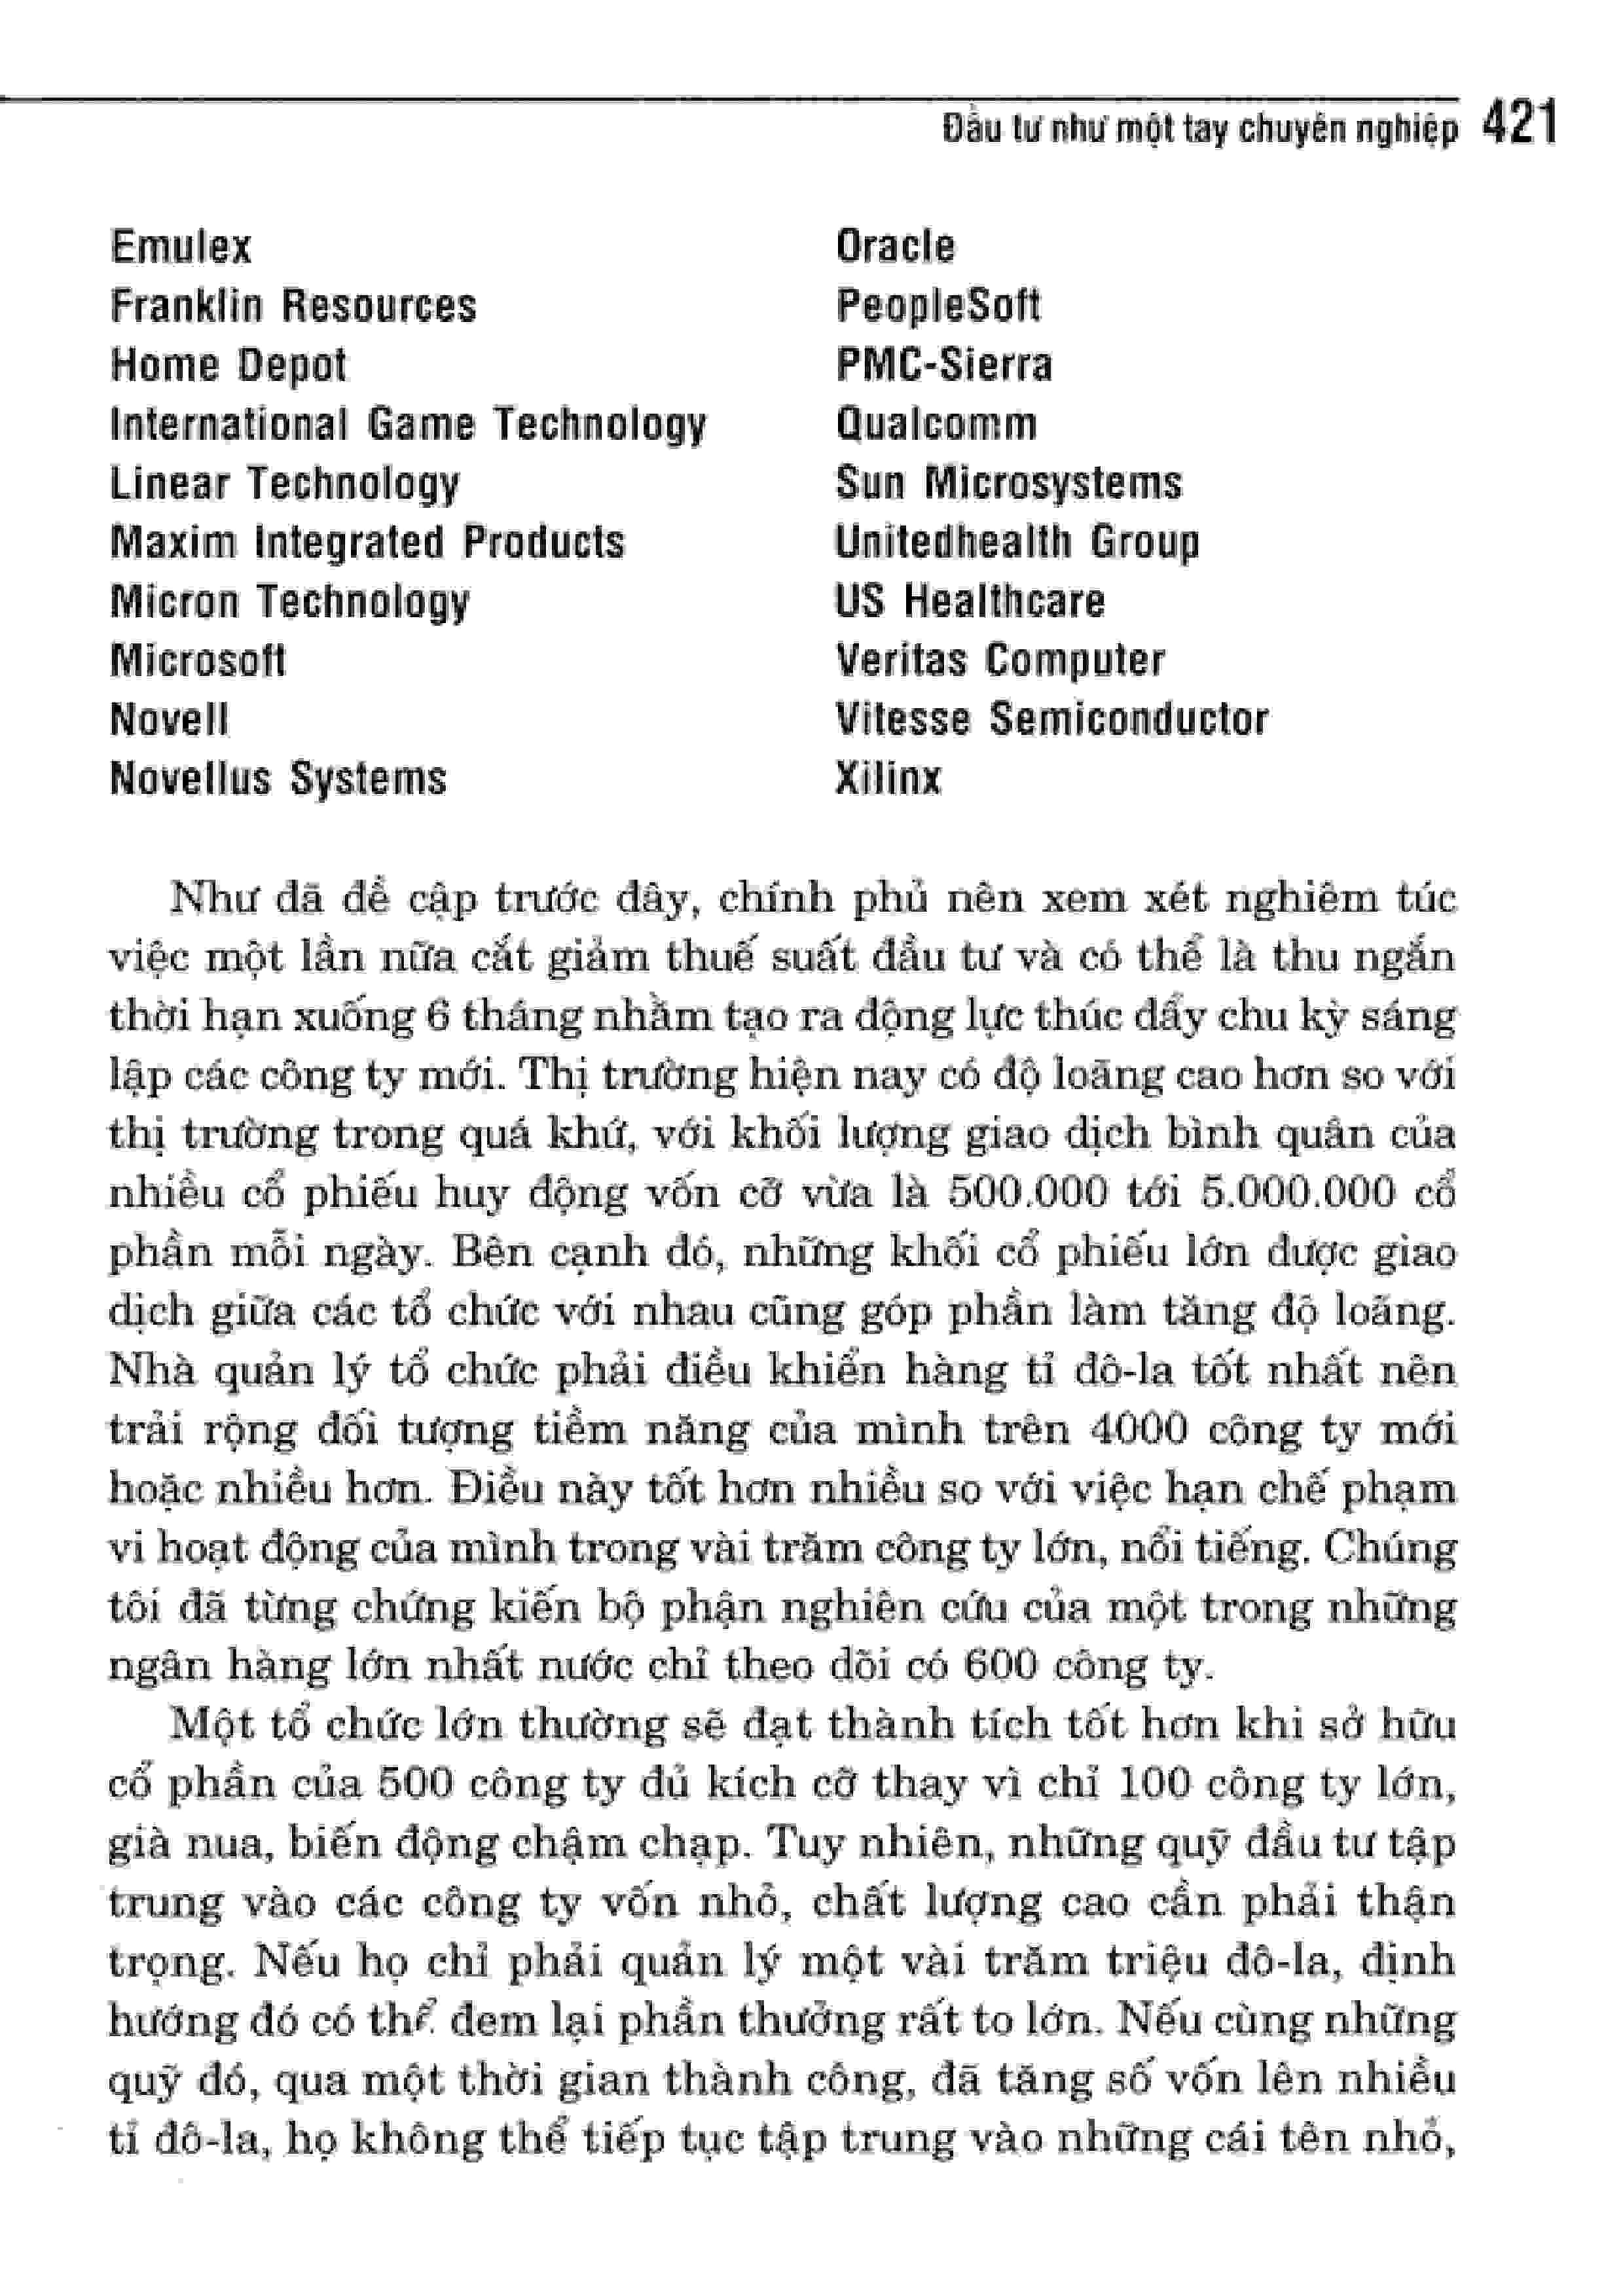 Đầu tư như một tay chuyên nghiệp 421
Emulex
Franklin Resources
Home Depot
International Game Technology
Linear Technology
Maxim Integrated Products
Micron Technology
Microsoft
Novell
Novellus Systems
Oracle
PeopleSoft
PMC-Sierra
Qualcomm
Sun Microsystems
Unitedhealth Group
US Healthcare
Veritas Computer
Vitesse Semiconductor
Xilinx
Như đã đề cập trước đây, chính phủ nên xem xét nghiêm túc
việc một lần nữa cắt giảm thuế suất đầu tư và có thể là thu ngắn
thời hạn xuống 6 tháng nhằm tạo ra động lực thúc đẩy chu kỳ sáng
lập các công ty mới. Thị trường hiện nay có độ loãng cao hơn so với
thị trường trong quá khứ, với khối lượng giao dịch bình quân của
nhiều cổ phiếu huy động vốn cỡ vừa là 500.000 tới 5.000.000 cổ
phần mỗi ngày. Bên cạnh đó, những khối cổ phiếu lớn được giao
dịch giữa các tổ chức với nhau cũng góp phần làm tăng độ loãng.
Nhà quản lý tổ chức phải điều khiển hàng tỉ đô-la tốt nhất nên
trải rộng đối tượng tiềm năng của mình trên 4000 công ty mới
hoặc nhiều hơn. Điều này tốt hơn nhiều so với việc hạn chế phạm
vi hoạt động của mình trong vài trăm công ty lớn, nổi tiếng. Chúng
tôi đã từng chứng kiến bộ phận nghiên cứu của một trong những
ngân hàng lớn nhất nước chỉ theo dõi có 600 công ty.
Một tổ chức lớn thường sẽ đạt thành tích tốt hơn khi sở hữu
cổ phần của 500 công ty đủ kích cỡ thay vì chỉ 100 công ty lớn,
già nua, biến động chậm chạp. Tuy nhiên, những quỹ đầu tư tập
trung vào các công ty vốn nhỏ, chất lượng cao cần phải thận
trọng. Nếu họ chỉ phải quản lý một vài trăm triệu đô-la, định
hướng đó có thể đem lại phần thưởng rất to lớn. Nếu cùng những
quỹ đó, qua một thời gian thành công, đã tăng số vốn lên nhiều
tỉ đô-la, họ không thể tiếp tục tập trung vào những cái tên nhỏ,